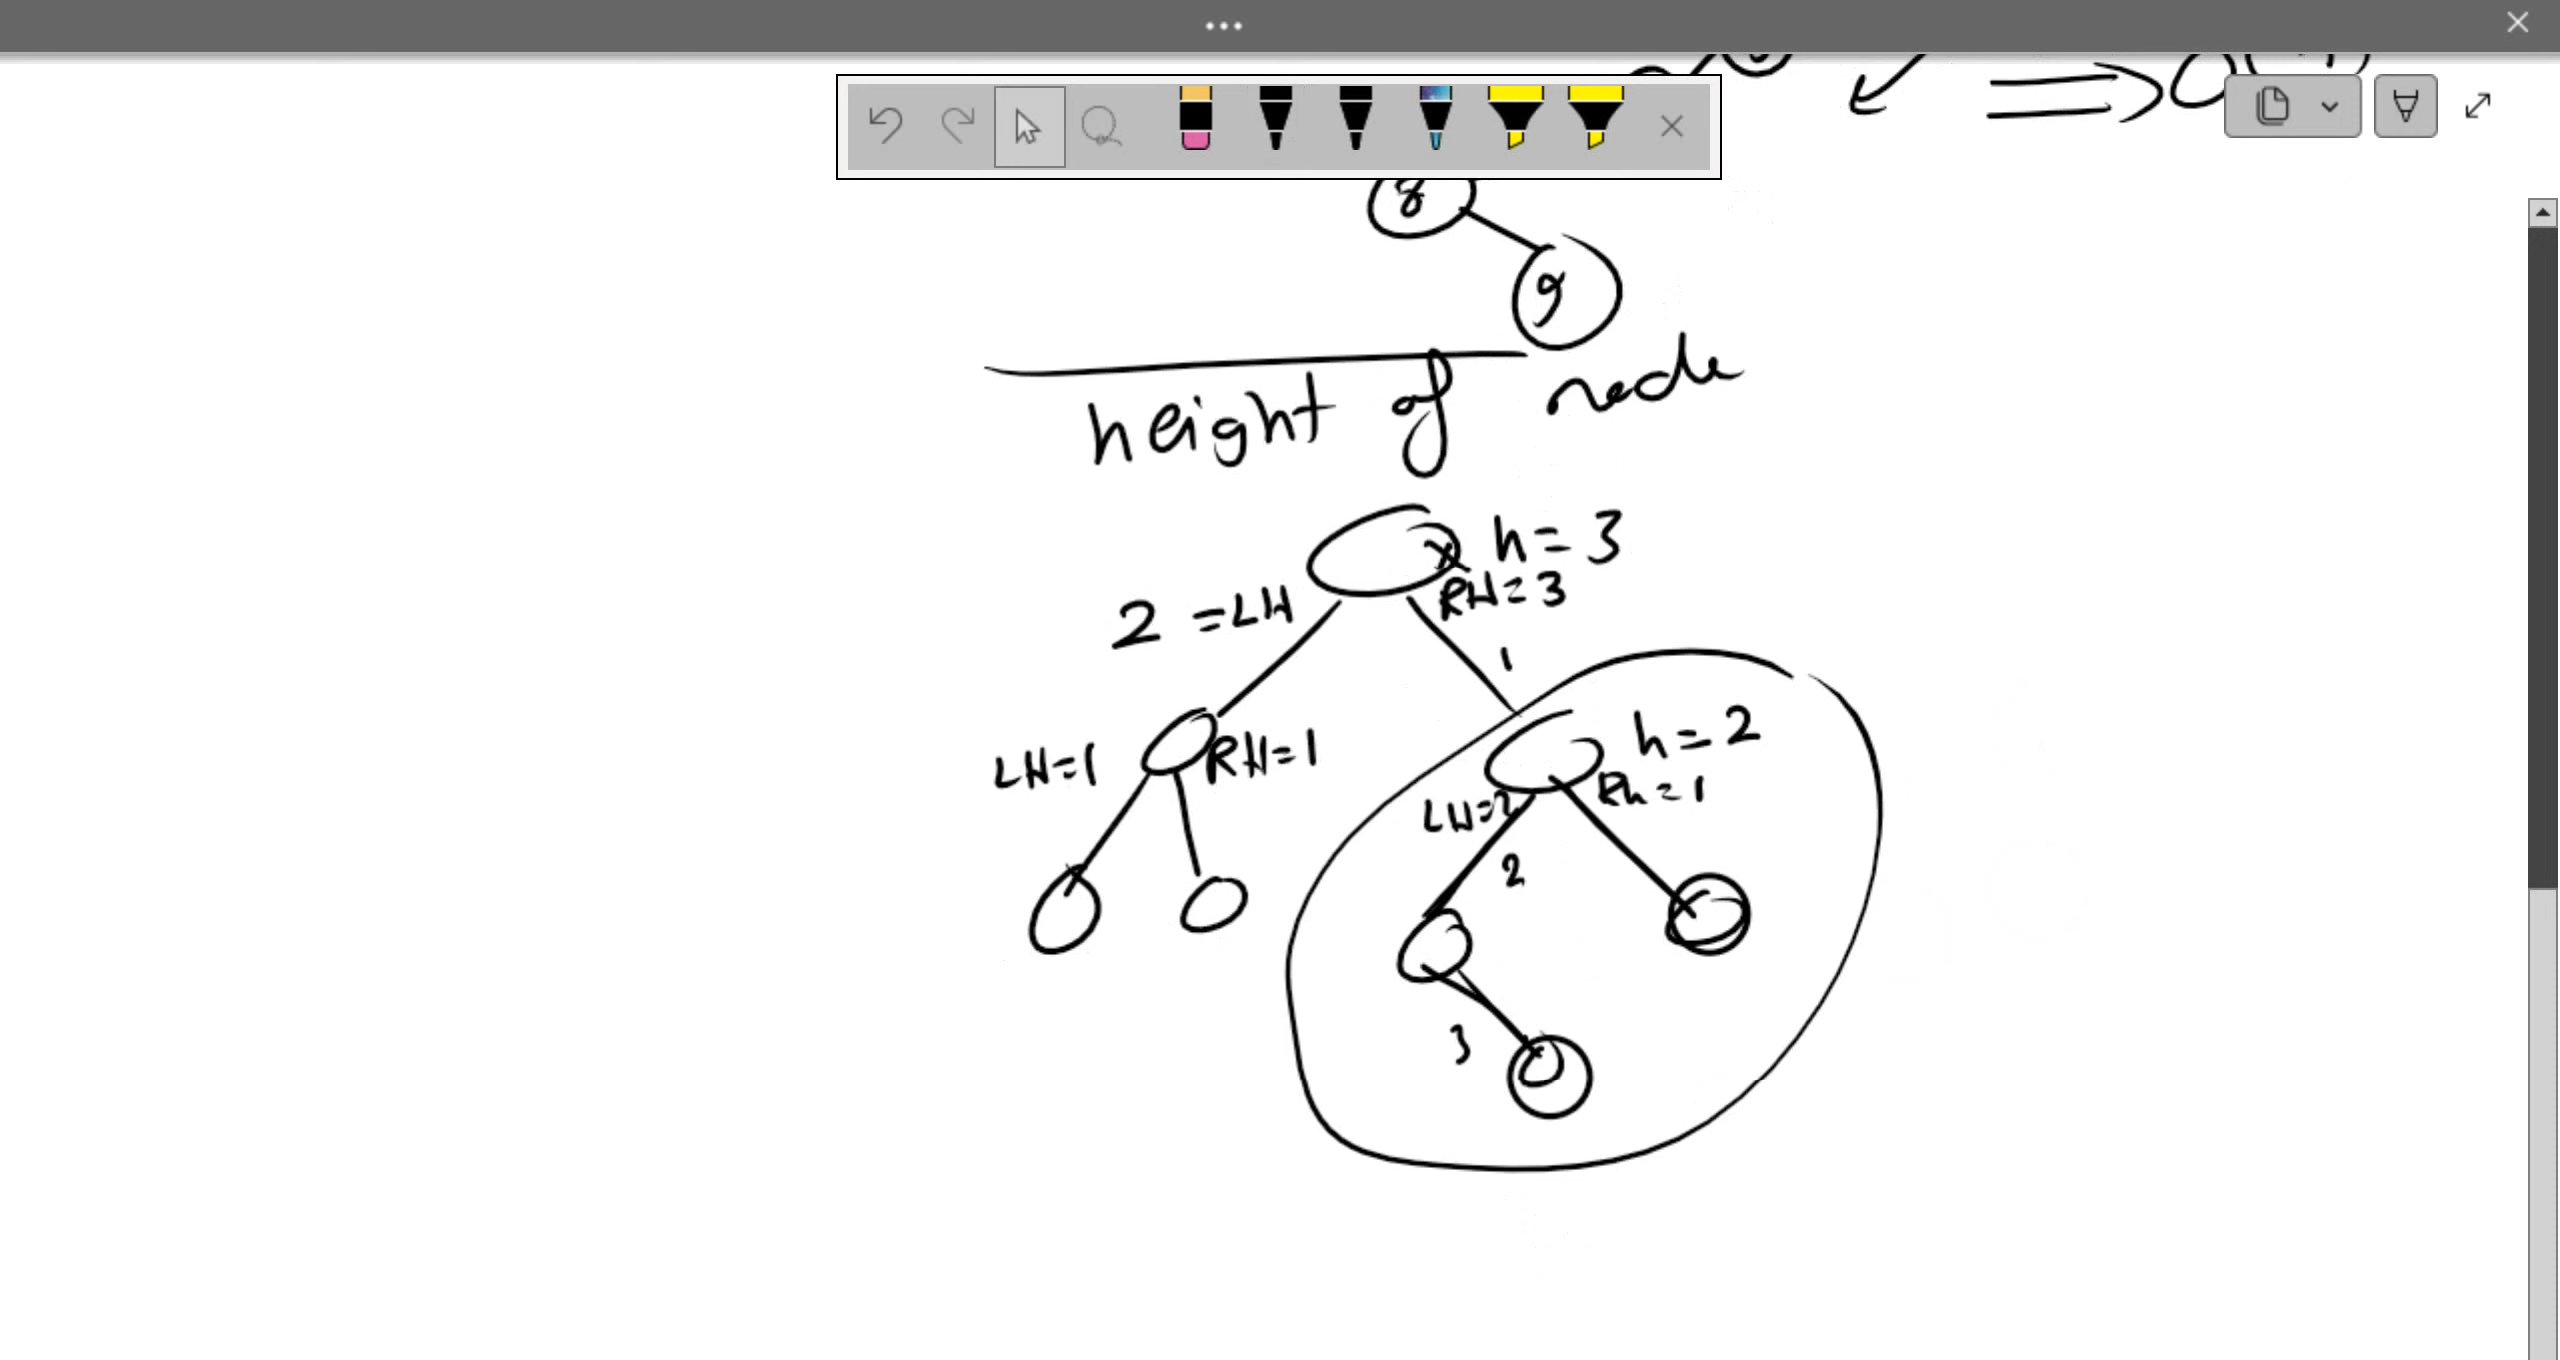 8
9
height of node
h = 3
2 = LH
RH = 3
1
h = 2
LH = 1
RH = 1
LH = 2
Rh = 1
2
3